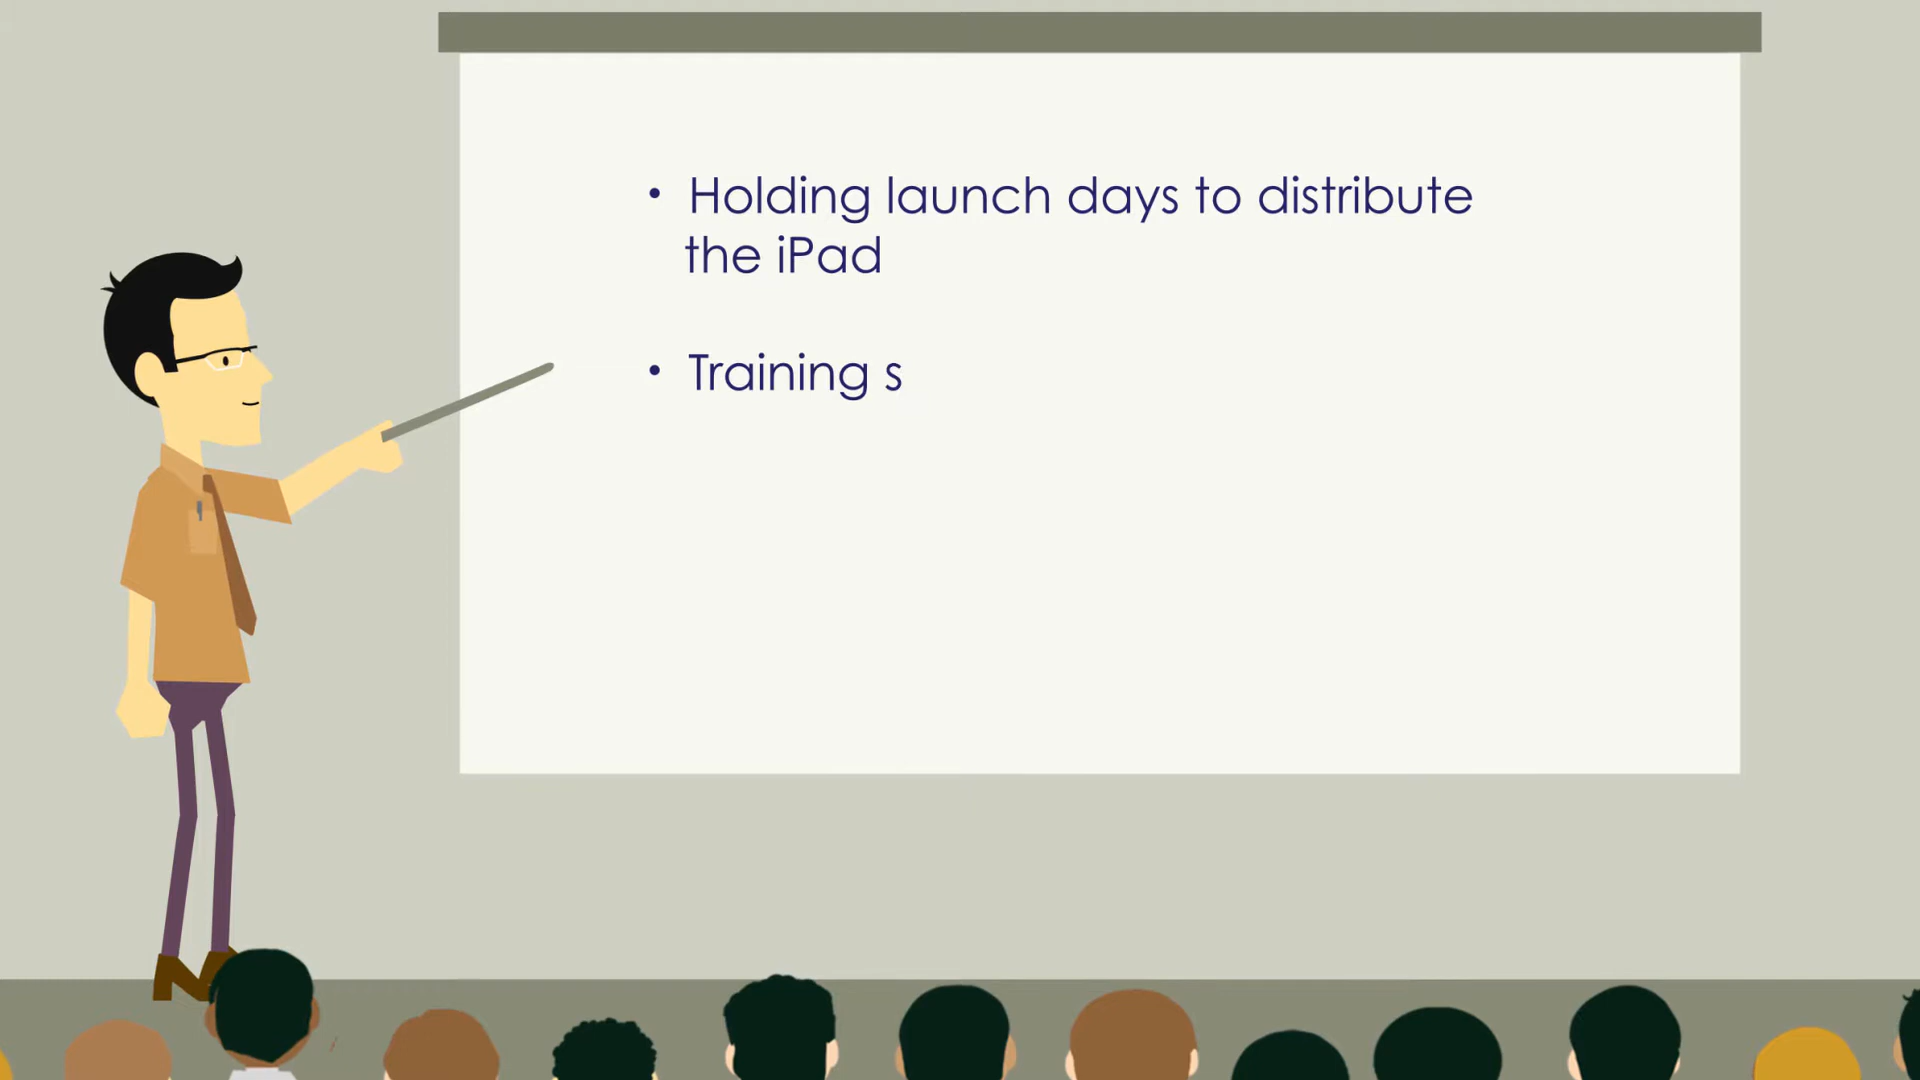 • Holding launch days to distribute
the iPad
• Training s